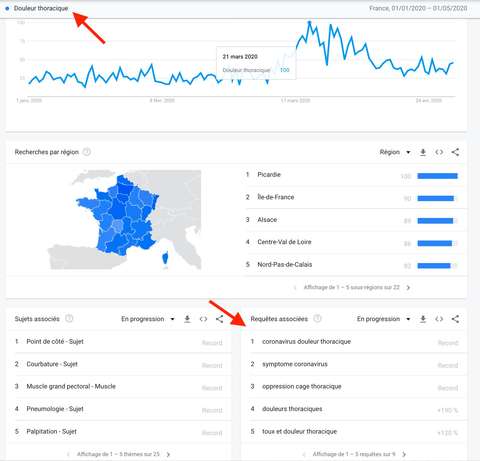 Douleur thoracique
France, 01/01/2020 – 01/05/2020
100
75
50
25
21 mars 2020
Douleur thoracique 100
1 janv. 2020
9 févr. 2020
17 mars 2020
24 avr. 2020
Recherches par région
Région
1 Picardie 100
2 Île-de-France 90
3 Alsace 89
4 Centre-Val de Loire 86
5 Nord-Pas-de-Calais 83
Affichage de 1 – 5 sous-régions sur 22
Sujets associés
En progression
1 Point de côté - Sujet Record
2 Courbature - Sujet Record
3 Muscle grand pectoral - Muscle Record
4 Pneumologie - Sujet Record
5 Palpitation - Sujet Record
Affichage de 1 – 5 thèmes sur 25
Requêtes associées
En progression
1 coronavirus douleur thoracique Record
2 symptome coronavirus Record
3 oppression cage thoracique Record
4 douleurs thoraciques +190 %
5 toux et douleur thoracique +120 %
Affichage de 1 – 5 requêtes sur 9